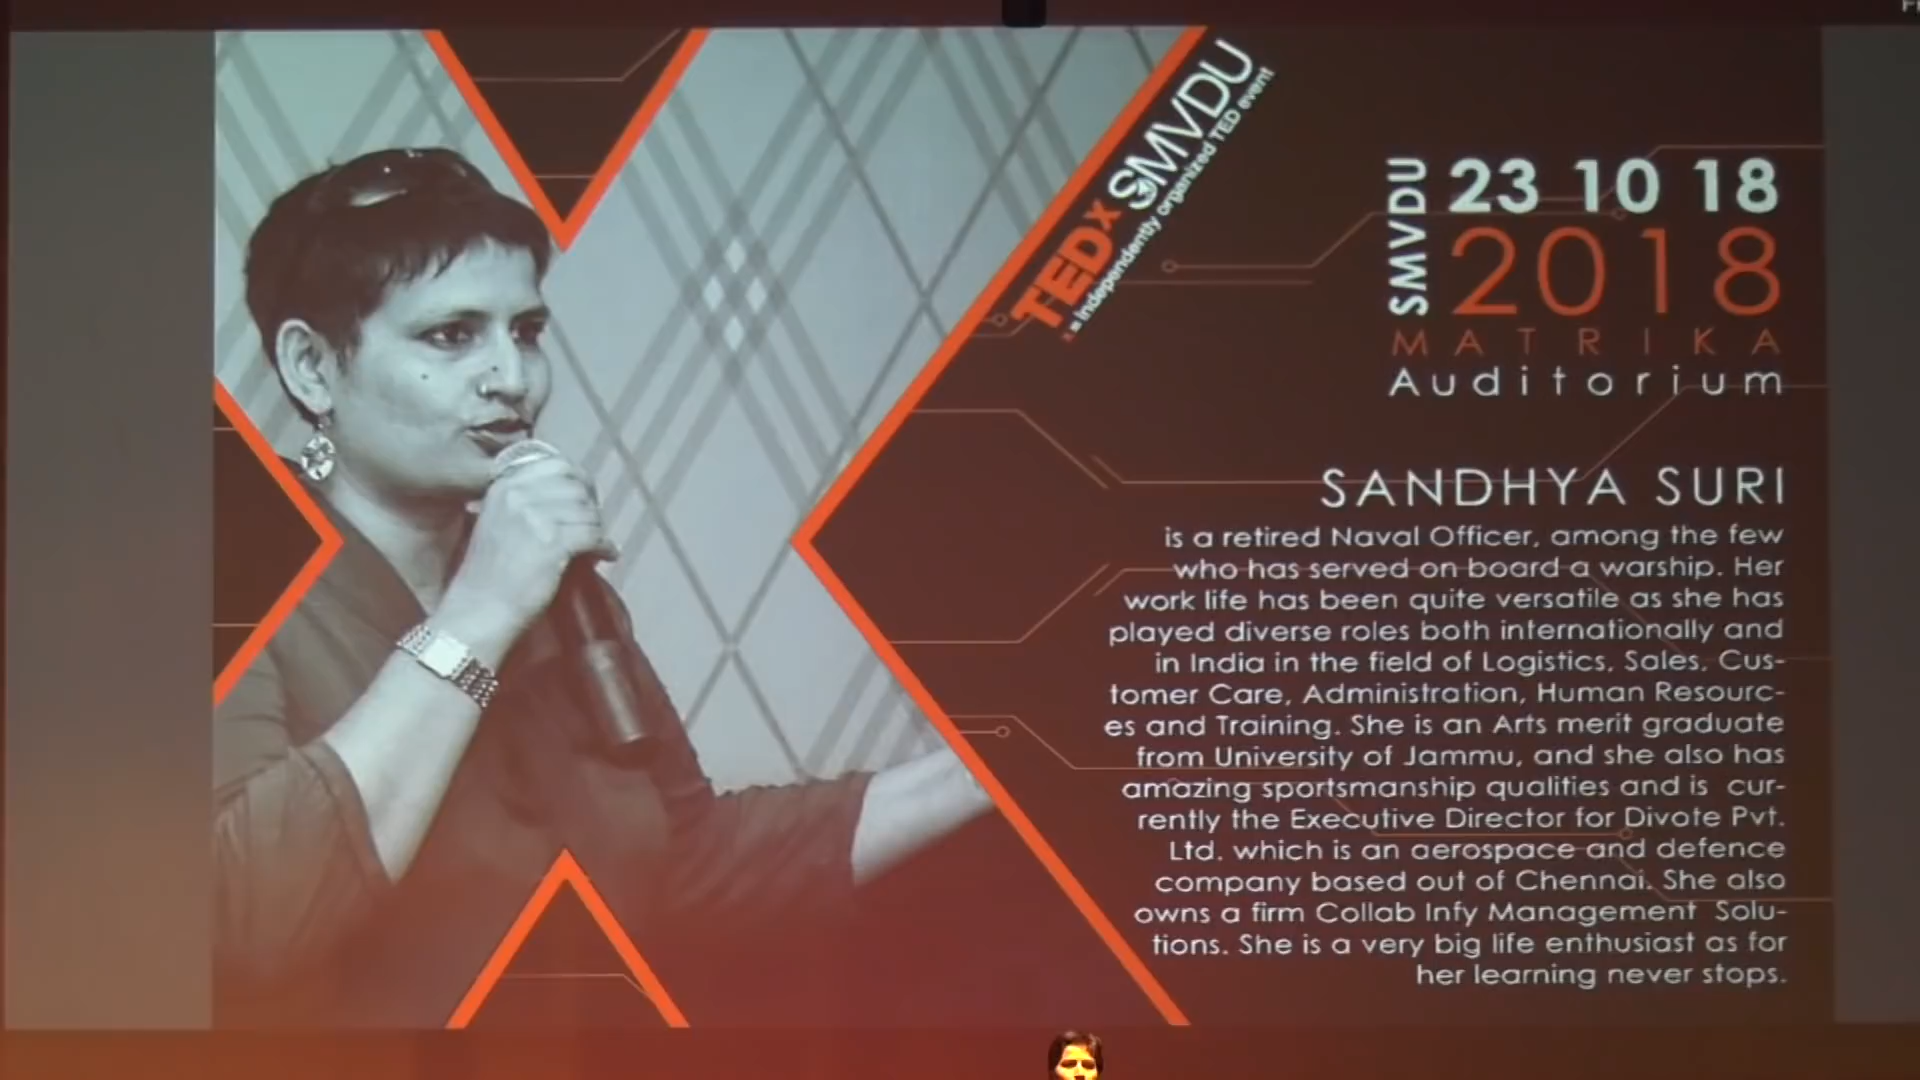 TEDx SMVDU
x = independently organized TED event
SMVDU
23 10 18
2018
MATRIKA
Auditorium
SANDHYA SURI
is a retired Naval Officer, among the few
who has served on board a warship. Her
work life has been quite versatile as she has
played diverse roles both internationally and
in India in the field of Logistics, Sales, Cus-
tomer Care, Administration, Human Resourc-
es and Training. She is an Arts merit graduate
from University of Jammu, and she also has
amazing sportsmanship qualities and is cur-
rently the Executive Director for Divote Pvt.
Ltd. which is an aerospace and defence
company based out of Chennai. She also
owns a firm Collab Infy Management Solu-
tions. She is a very big life enthusiast as for
her learning never stops.